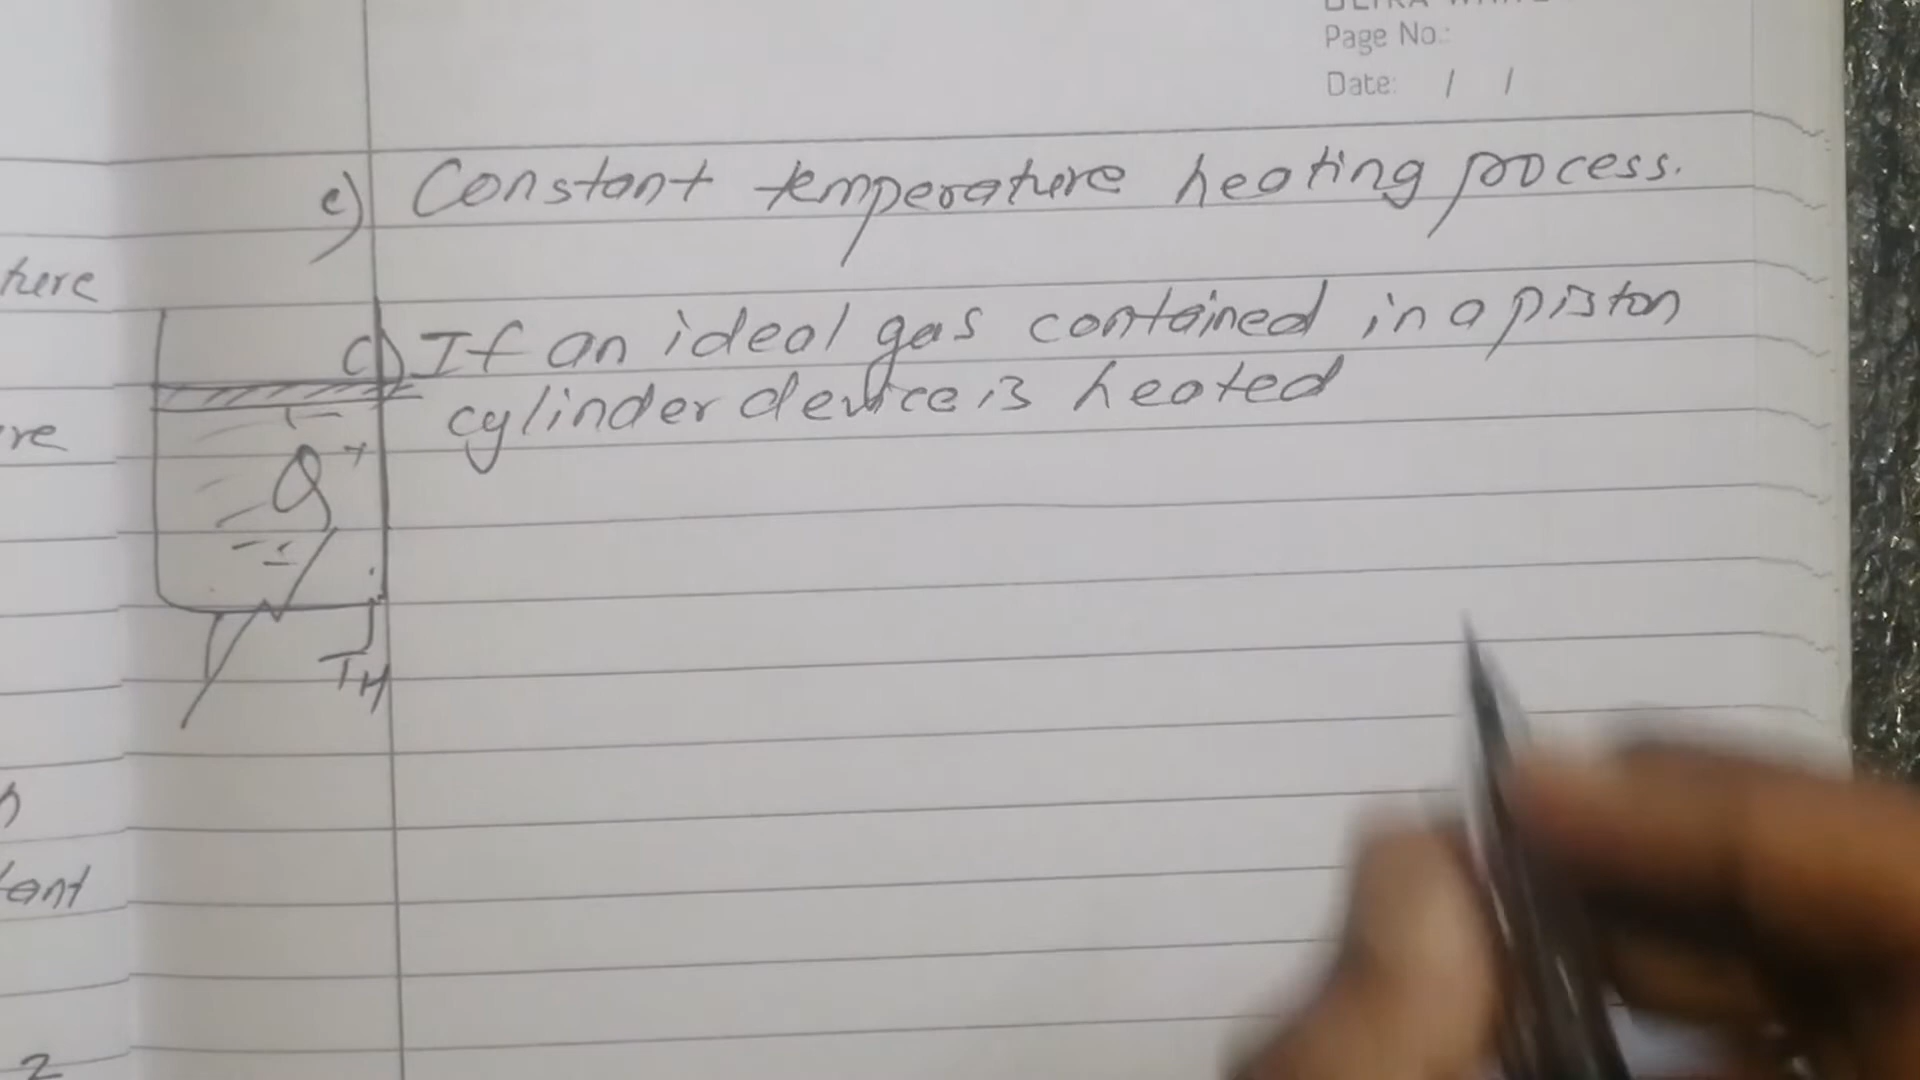 Page No.:
Date: / /
e) Constant temperature heating process.
c) If an ideal gas contained in a piston
cylinder device is heated
Q +
TH
here
re
tant
2